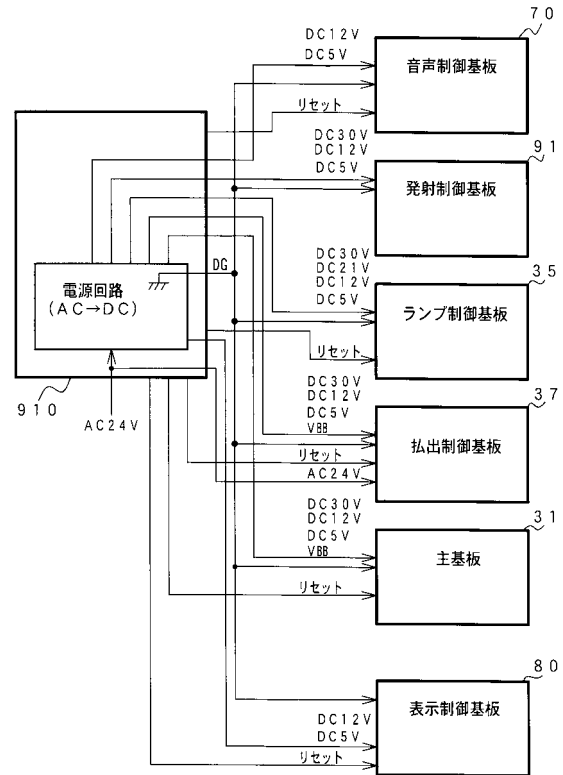 70
DC12V
DC5V
音声制御基板
リセット
91
DC30V
DC12V
DC5V
発射制御基板
DG
電源回路
(AC→DC)
35
DC30V
DC21V
DC12V
DC5V
ランプ制御基板
リセット
910
AC24V
37
DC30V
DC12V
DC5V
VBB
払出制御基板
リセット
AC24V
31
DC30V
DC12V
DC5V
VBB
主基板
リセット
80
表示制御基板
DC12V
DC5V
リセット